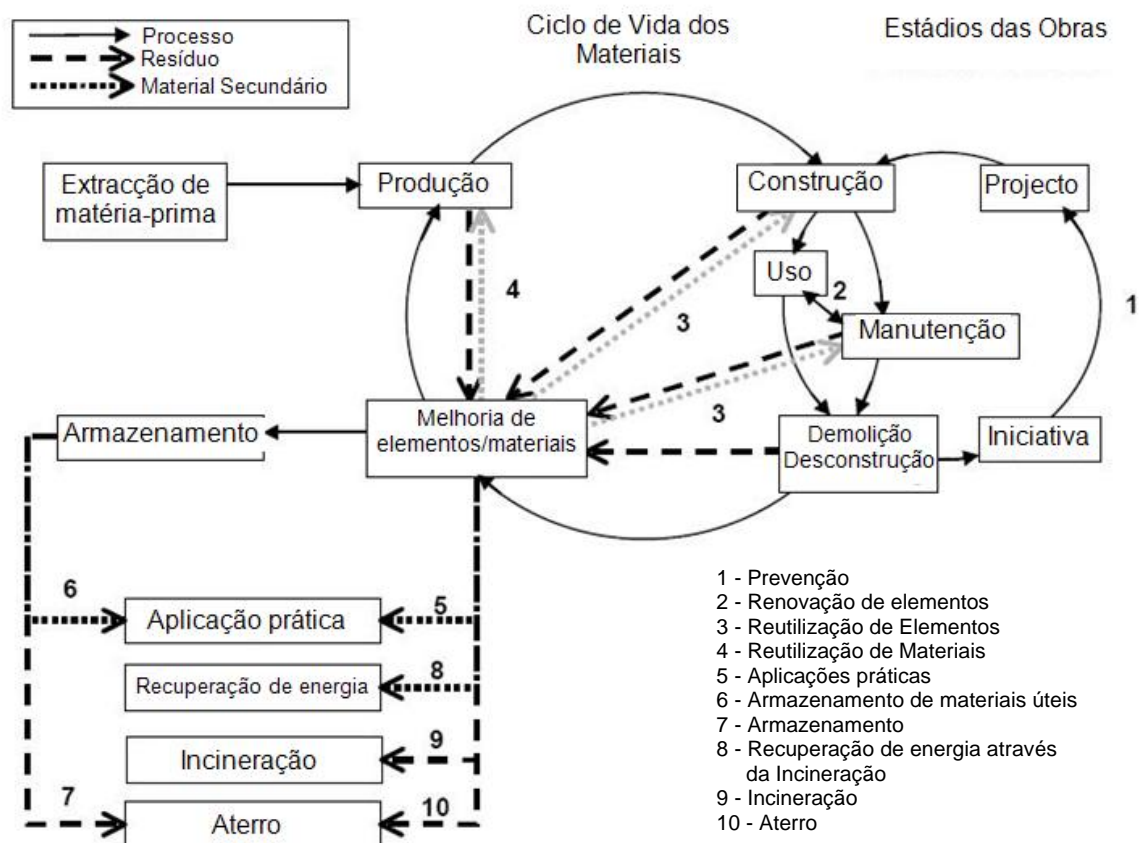 Processo
Resíduo
Material Secundário
Ciclo de Vida dos
Materiais
Estádios das Obras
Extracção de
matéria-prima
Produção
Construção
Projecto
Uso
2
4
3
1
Manutenção
3
Armazenamento
Melhoria de
elementos/materiais
Demolição
Desconstrução
Iniciativa
6
Aplicação prática
5
Recuperação de energia
8
Incineração
9
7
Aterro
10
1 - Prevenção
2 - Renovação de elementos
3 - Reutilização de Elementos
4 - Reutilização de Materiais
5 - Aplicações práticas
6 - Armazenamento de materiais úteis
7 - Armazenamento
8 - Recuperação de energia através
da Incineração
9 - Incineração
10 - Aterro